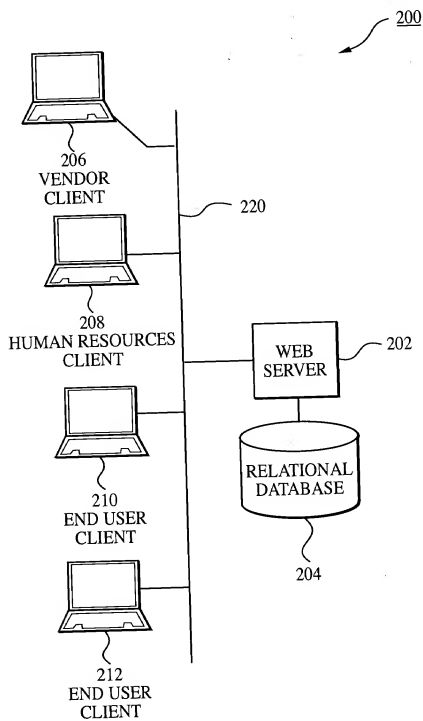 200
206
VENDOR
CLIENT
220
208
HUMAN RESOURCES
CLIENT
WEB
SERVER
202
210
END USER
CLIENT
RELATIONAL
DATABASE
204
212
END USER
CLIENT